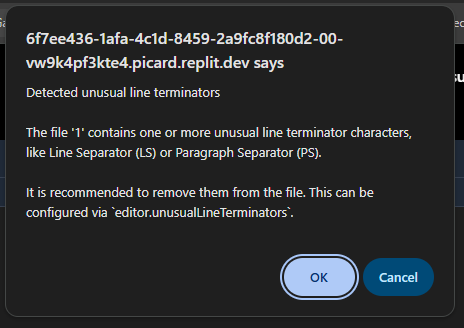 6f7ee436-1afa-4c1d-8459-2a9fc8f180d2-00-
vw9k4pf3kte4.picard.replit.dev says
Detected unusual line terminators
The file '1' contains one or more unusual line terminator characters,
like Line Separator (LS) or Paragraph Separator (PS).
It is recommended to remove them from the file. This can be
configured via `editor.unusualLineTerminators`.
OK Cancel